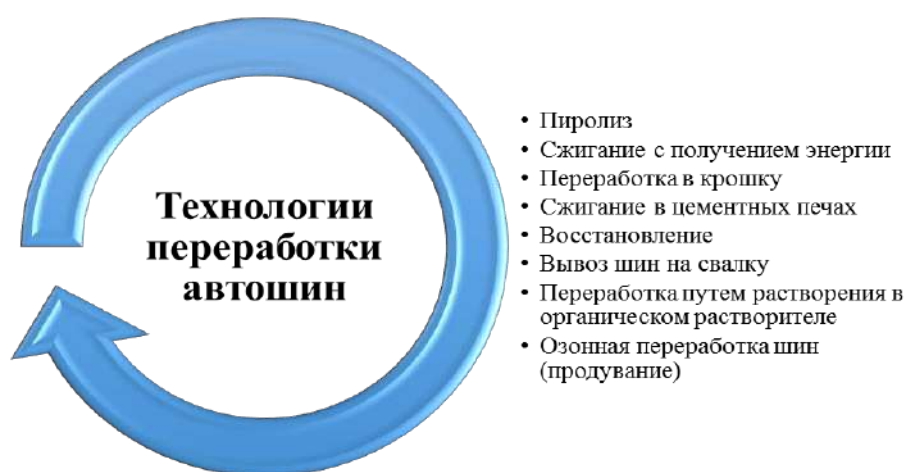 Технологии
переработки
автошин
• Пиролиз
• Сжигание с получением энергии
• Переработка в крошку
• Сжигание в цементных печах
• Восстановление
• Вывоз шин на свалку
• Переработка путем растворения в
органическом растворителе
• Озонная переработка шин
(продувание)